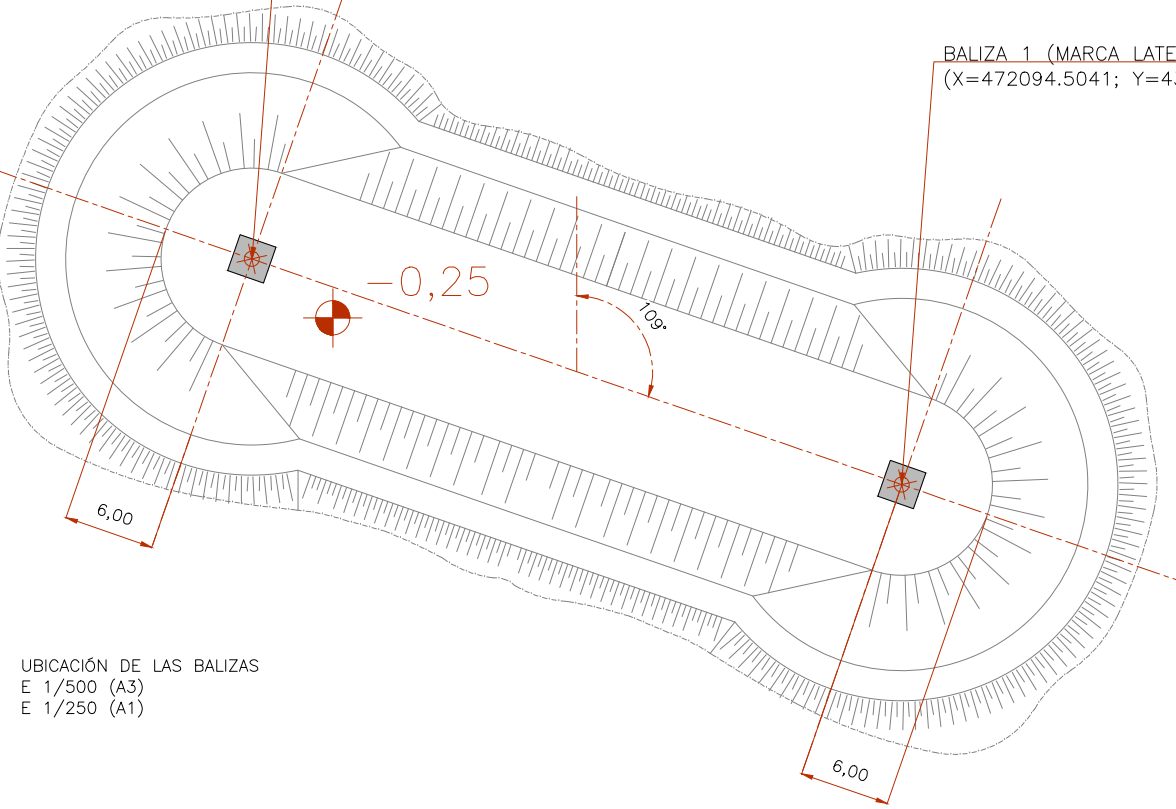 BALIZA 1 (MARCA LATE
(X=472094.5041; Y=4
-0,25
109°
6,00
6,00
UBICACIÓN DE LAS BALIZAS
E 1/500 (A3)
E 1/250 (A1)